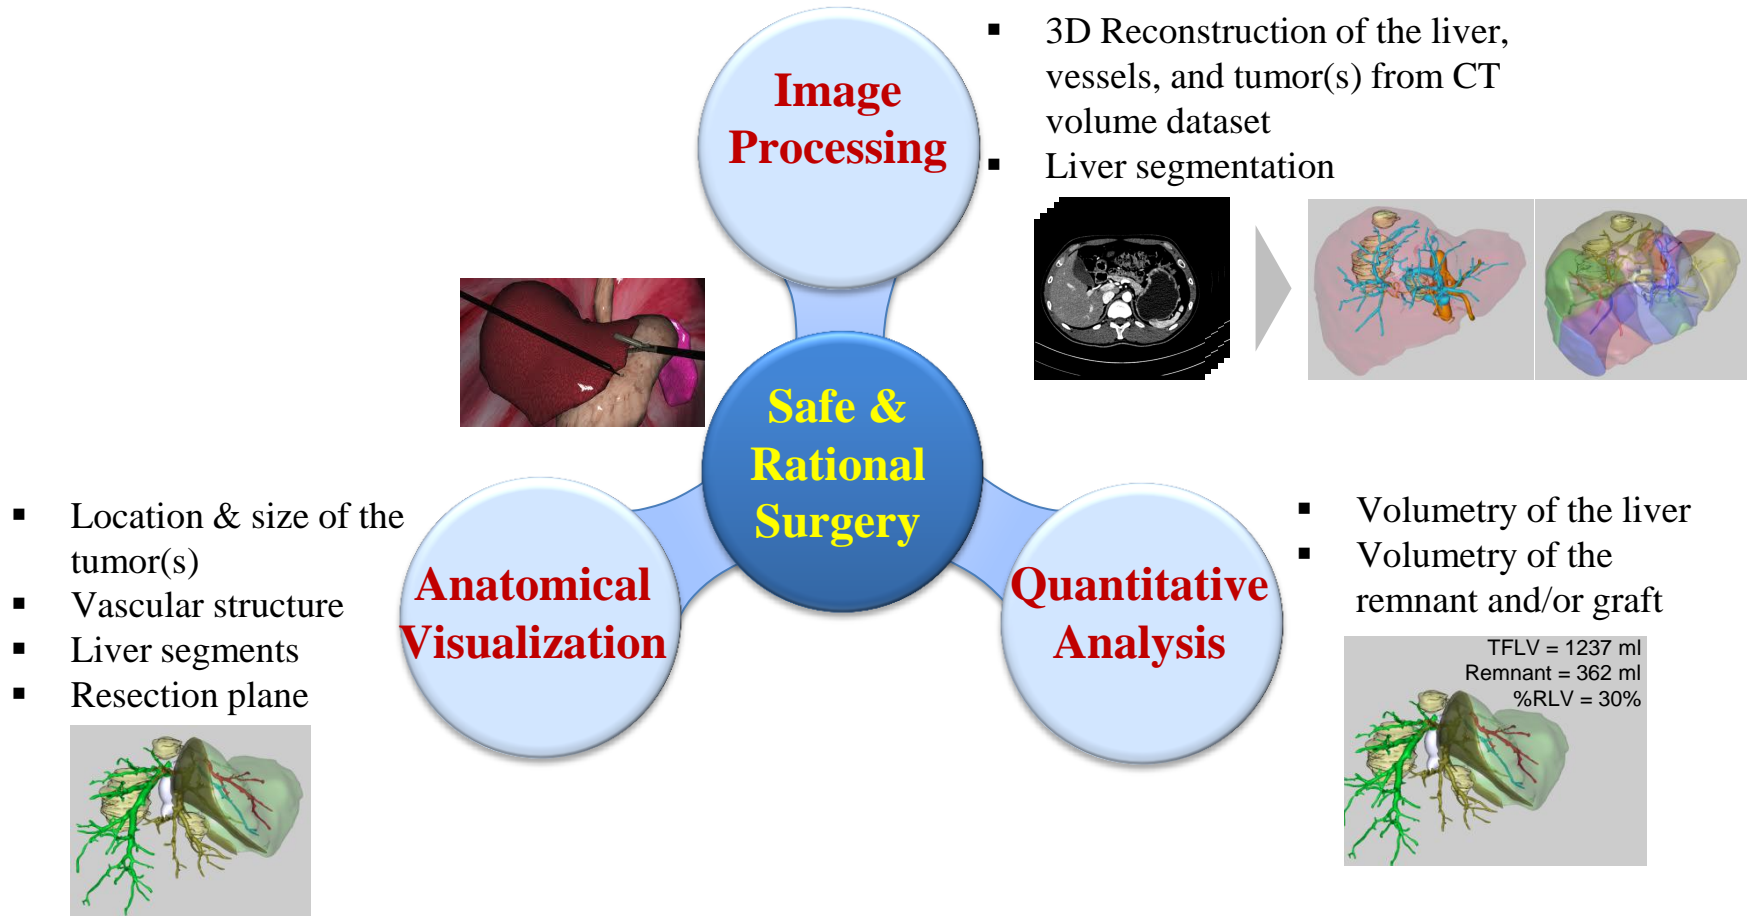 Image
Processing
▪ 3D Reconstruction of the liver,
vessels, and tumor(s) from CT
volume dataset
▪ Liver segmentation
Safe &
Rational
Surgery
▪ Location & size of the
tumor(s)
▪ Vascular structure
▪ Liver segments
▪ Resection plane
Anatomical
Visualization
Quantitative
Analysis
▪ Volumetry of the liver
▪ Volumetry of the
remnant and/or graft
TFLV = 1237 ml
Remnant = 362 ml
%RLV = 30%